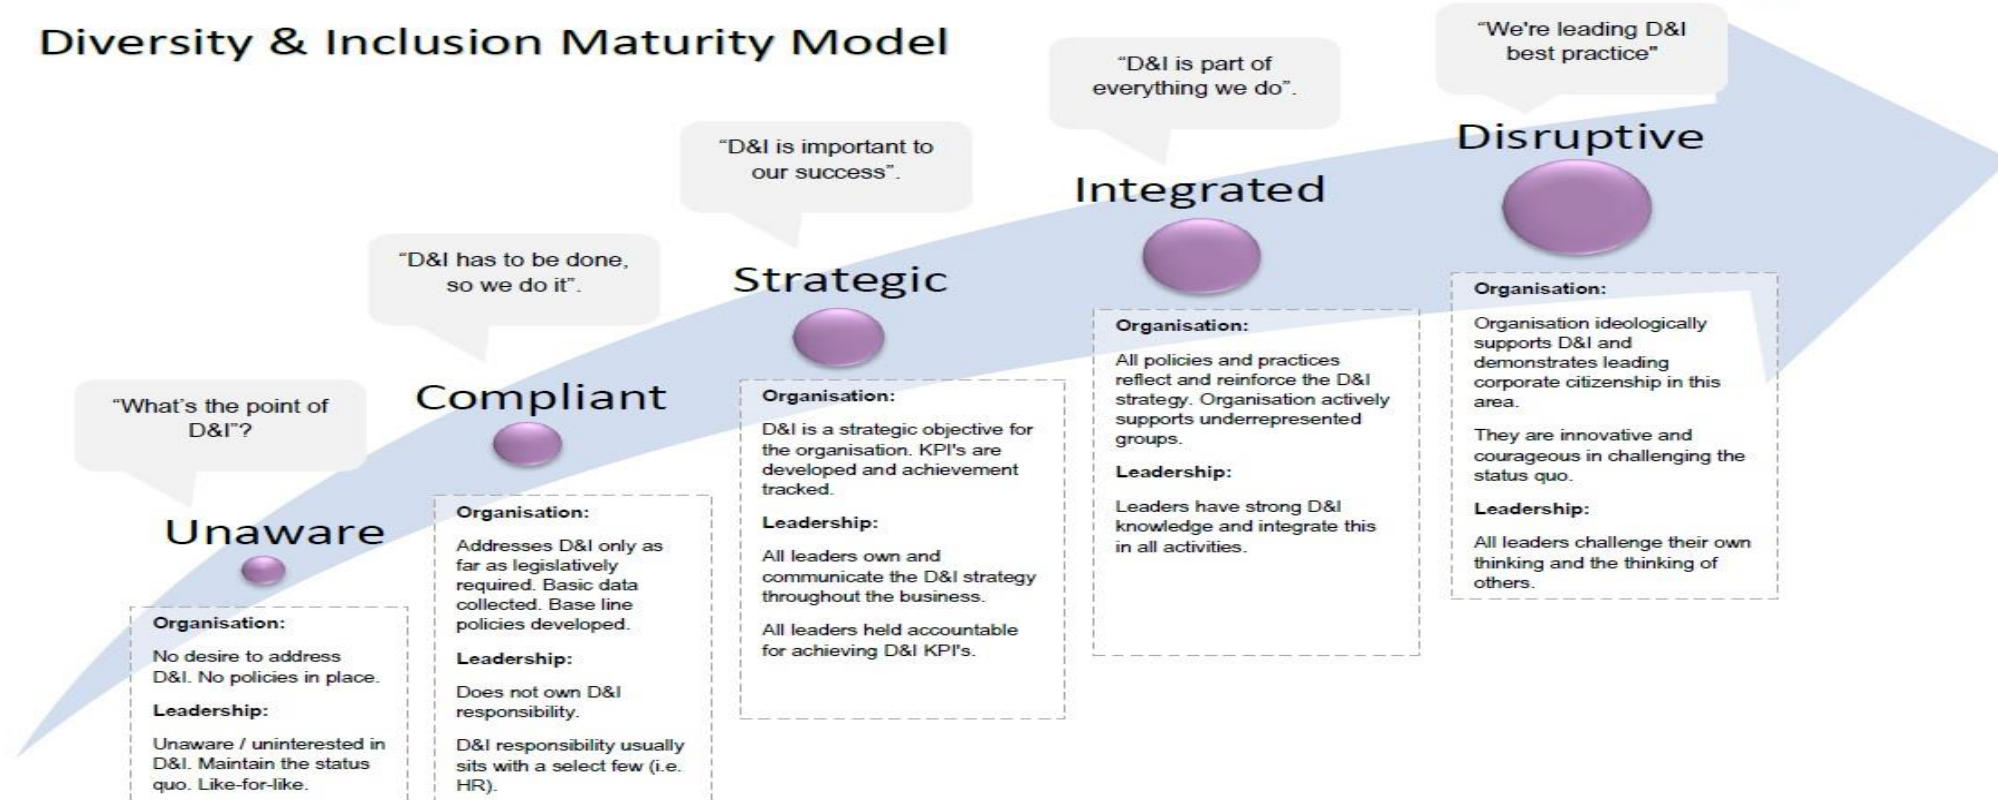 Diversity & Inclusion Maturity Model
“What’s the point of
D&I”?
Unaware
Organisation:
No desire to address
D&I. No policies in place.
Leadership:
Unaware / uninterested in
D&I. Maintain the status
quo. Like-for-like.
“D&I has to be done,
so we do it”.
Compliant
Organisation:
Addresses D&I only as
far as legislatively
required. Basic data
collected. Base line
policies developed.
Leadership:
Does not own D&I
responsibility.
D&I responsibility usually
sits with a select few (i.e.
HR).
“D&I is important to
our success”.
Strategic
Organisation:
D&I is a strategic objective for
the organisation. KPI's are
developed and achievement
tracked.
Leadership:
All leaders own and
communicate the D&I strategy
throughout the business.
All leaders held accountable
for achieving D&I KPI's.
“D&I is part of
everything we do”.
Integrated
Organisation:
All policies and practices
reflect and reinforce the D&I
strategy. Organisation actively
supports underrepresented
groups.
Leadership:
Leaders have strong D&I
knowledge and integrate this
in all activities.
“We're leading D&I
best practice"
Disruptive
Organisation:
Organisation ideologically
supports D&I and
demonstrates leading
corporate citizenship in this
area.
They are innovative and
courageous in challenging the
status quo.
Leadership:
All leaders challenge their own
thinking and the thinking of
others.